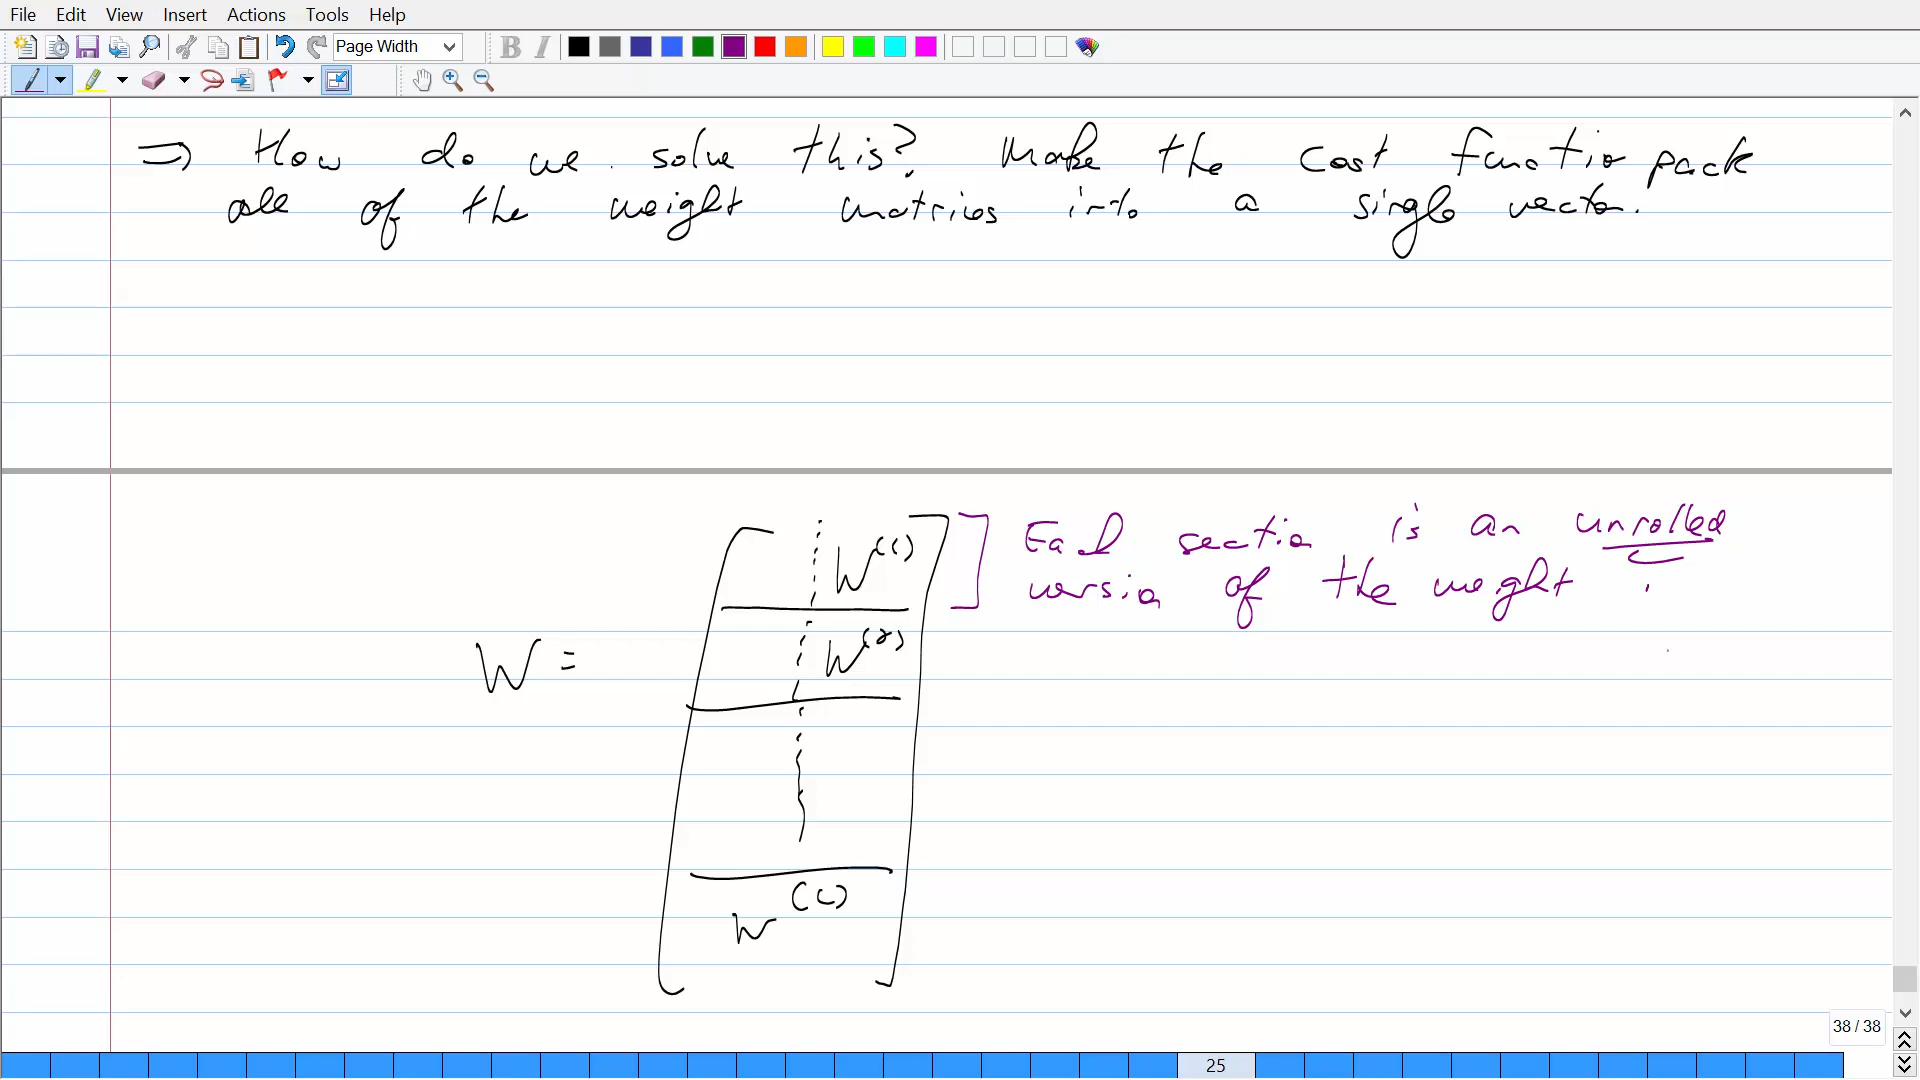 File Edit View Insert Actions Tools Help
Page Width
B I
⇒ How do we solve this? Make the cost functio pack
all of the weight matrices into a single vector.
W^(1) ] Each section is an unrolled
version of the weight
W = W^(2)
W^(L)
38 / 38
25